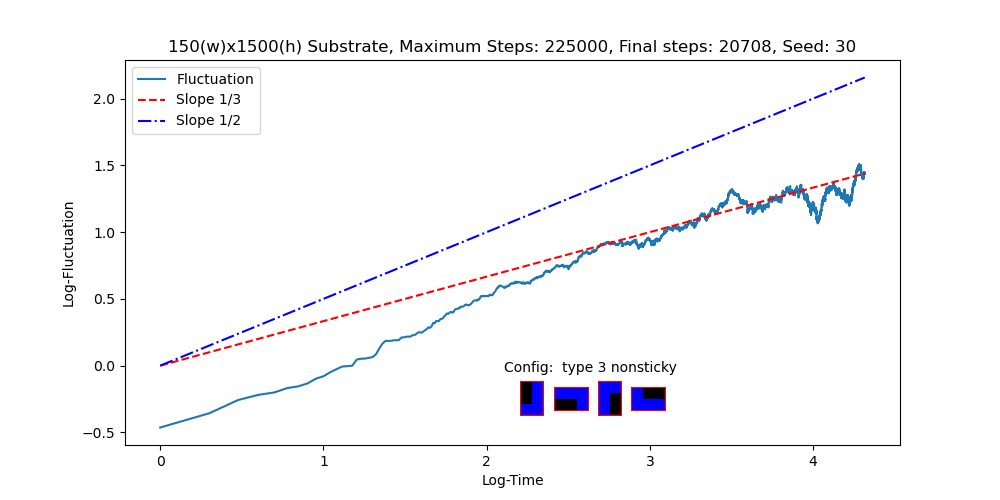 150(w)x1500(h) Substrate, Maximum Steps: 225000, Final steps: 20708, Seed: 30
Fluctuation
Slope 1/3
Slope 1/2
2.0
1.5
1.0
0.5
0.0
−0.5
Log-Fluctuation
Config:  type 3 nonsticky
0 1 2 3 4
Log-Time